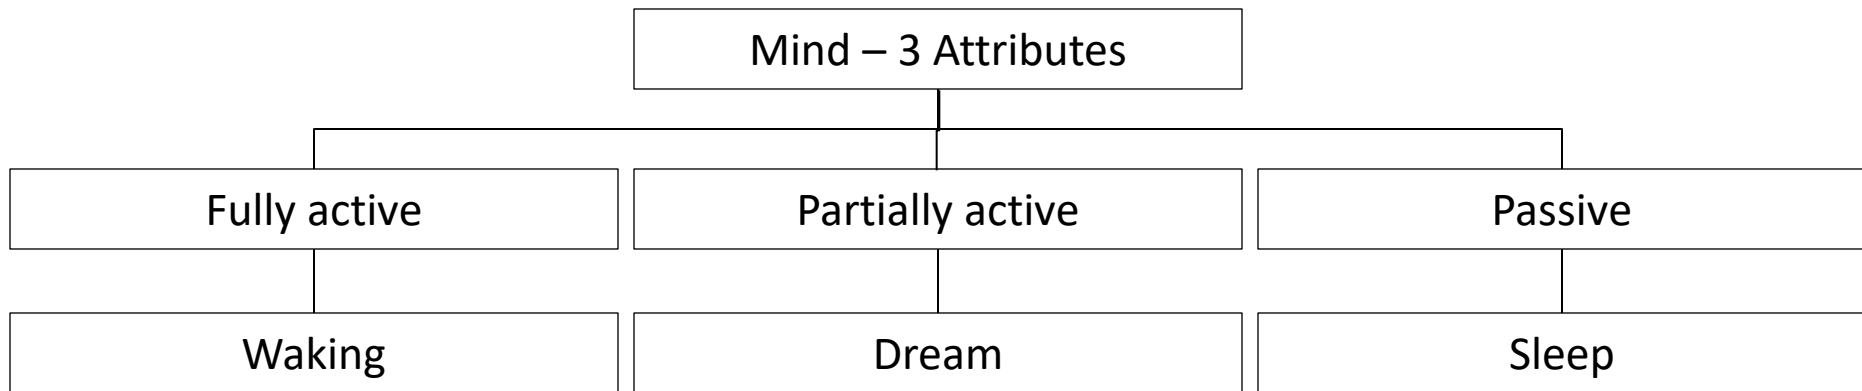 Mind – 3 Attributes
Fully active
Partially active
Passive
Waking
Dream
Sleep